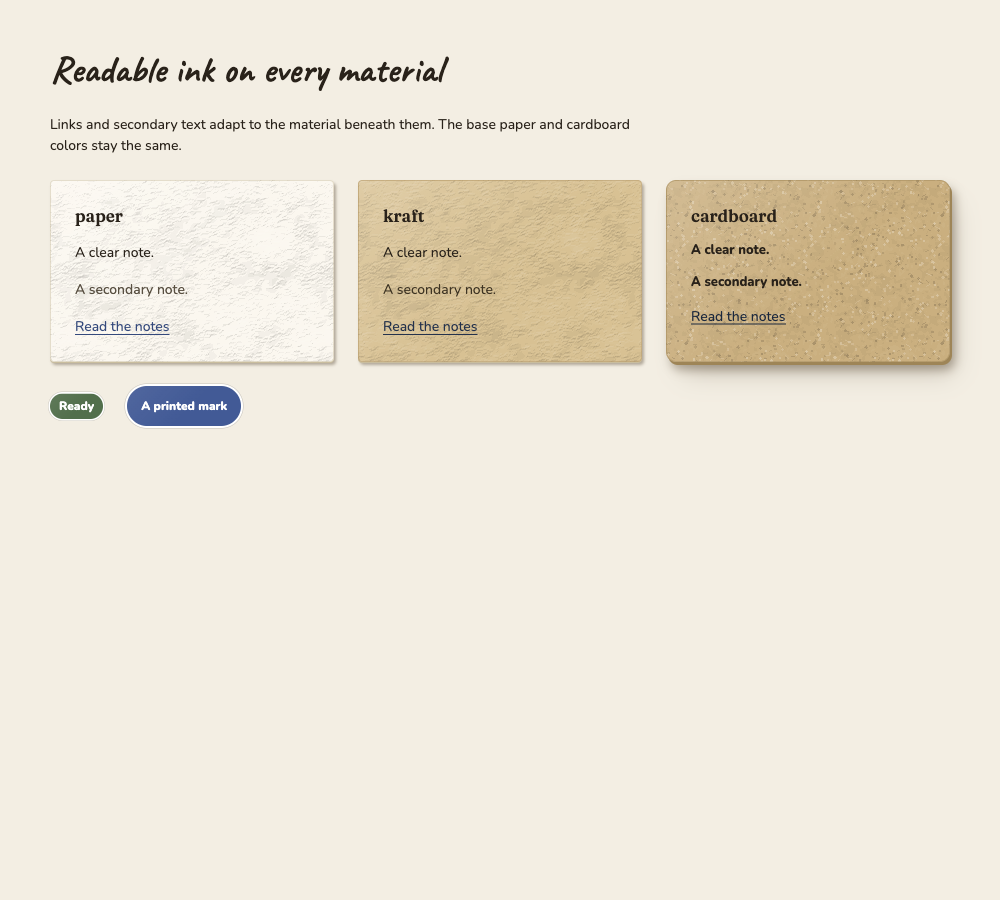 Readable ink on every material
Links and secondary text adapt to the material beneath them. The base paper and cardboard
colors stay the same.
paper
A clear note.
A secondary note.
Read the notes
kraft
A clear note.
A secondary note.
Read the notes
cardboard
A clear note.
A secondary note.
Read the notes
Ready
A printed mark